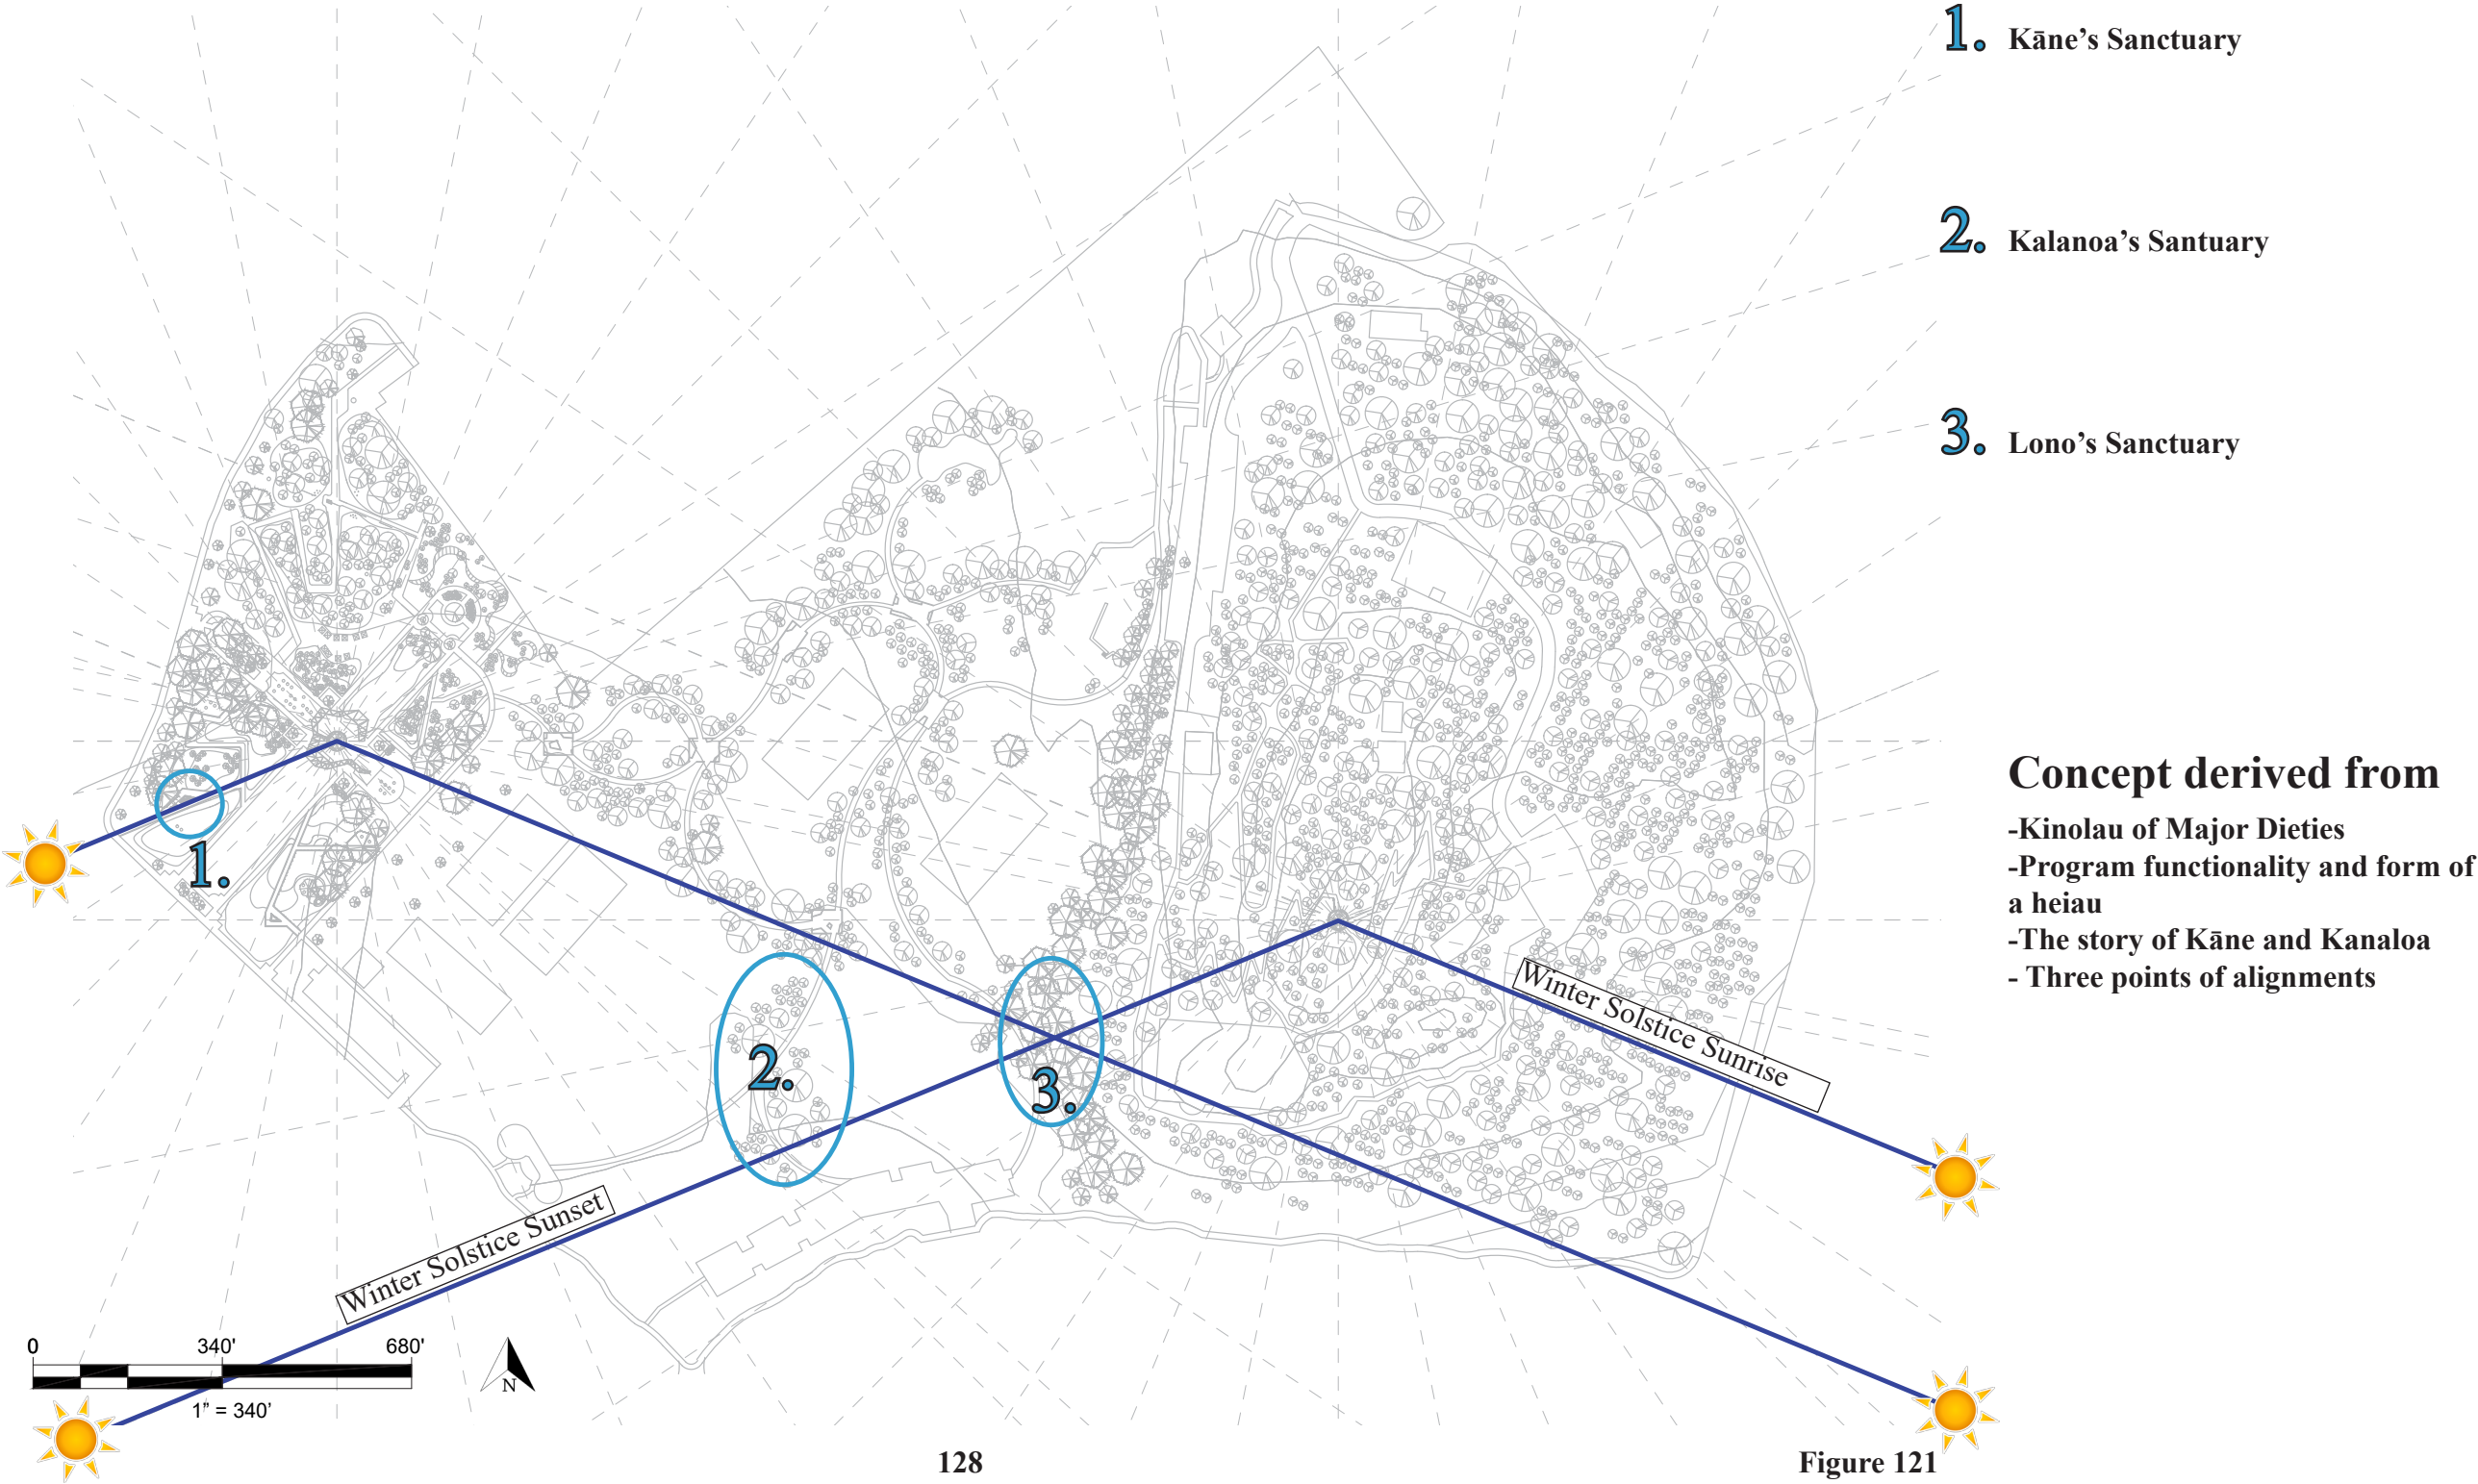 1. Kāne’s Sanctuary
2. Kalanoa’s Santuary
3. Lono’s Sanctuary
Concept derived from
-Kinolau of Major Dieties
-Program functionality and form of
a heiau
-The story of Kāne and Kanaloa
- Three points of alignments
1.
2.
3.
Winter Solstice Sunrise
Winter Solstice Sunset
0 340' 680'
1” = 340’
N
128
Figure 121